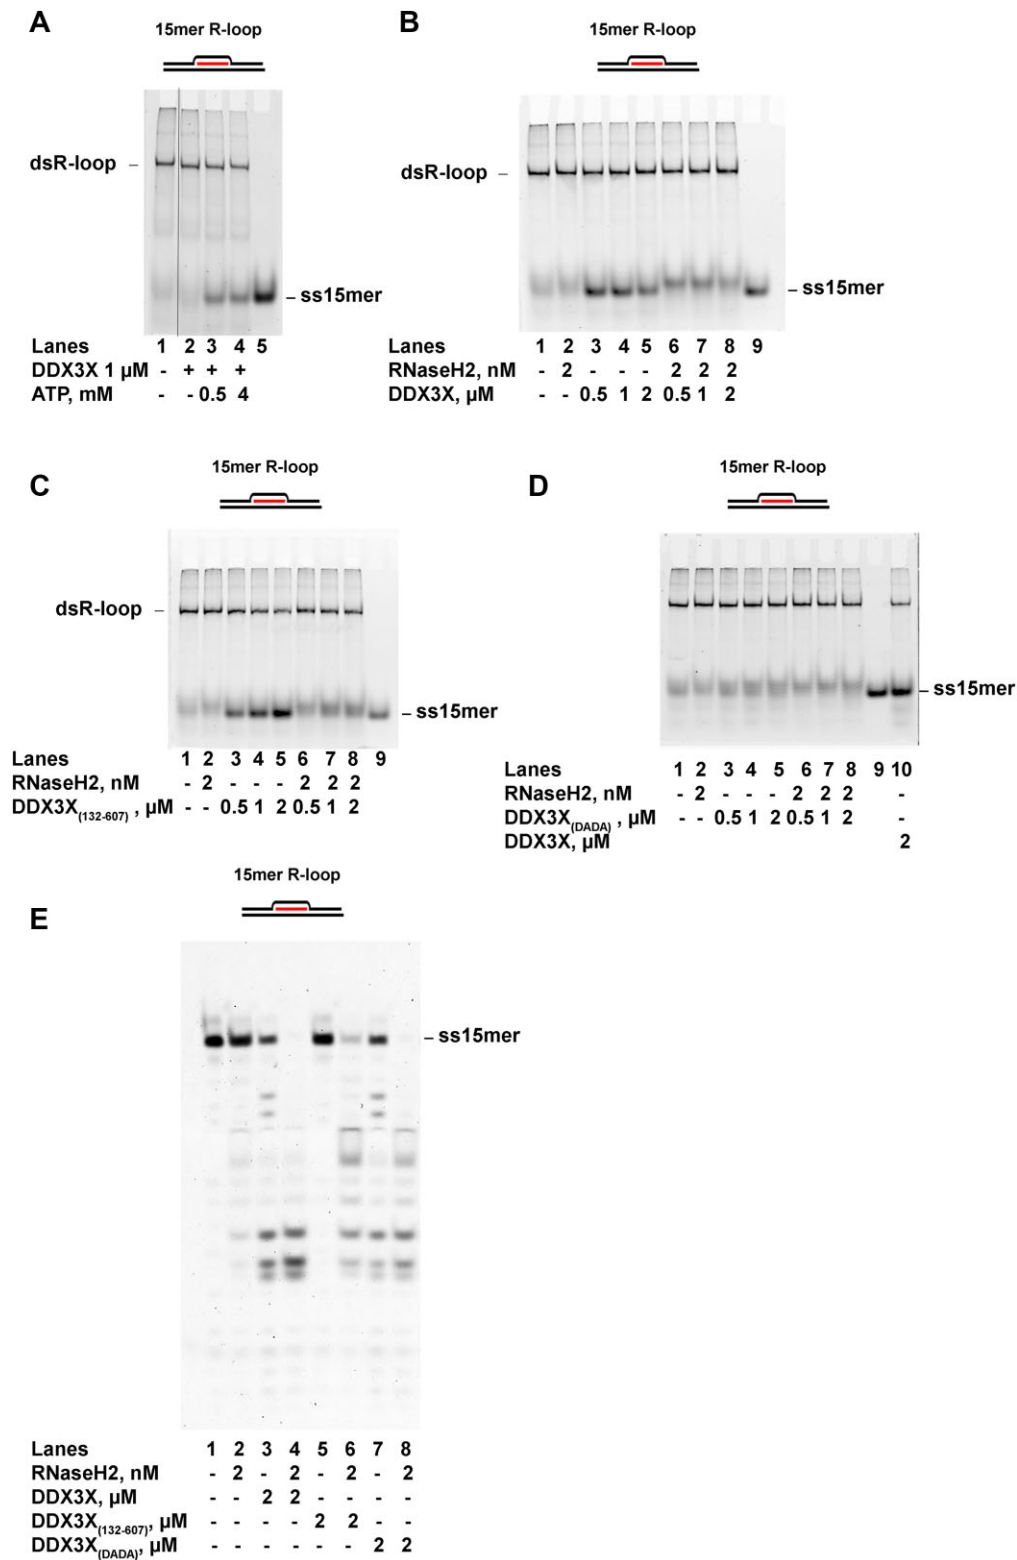 A
15mer R-loop
dsR-loop
ss15mer
Lanes 1 2 3 4 5
DDX3X 1 µM - + + +
ATP, mM - - 0.5 4
B
15mer R-loop
dsR-loop
ss15mer
Lanes 1 2 3 4 5 6 7 8 9
RNaseH2, nM - 2 - - - 2 2 2
DDX3X, µM - - 0.5 1 2 0.5 1 2
C
15mer R-loop
dsR-loop
ss15mer
Lanes 1 2 3 4 5 6 7 8 9
RNaseH2, nM - 2 - - - 2 2 2
DDX3X(132-607) , µM - - 0.5 1 2 0.5 1 2
D
15mer R-loop
ss15mer
Lanes 1 2 3 4 5 6 7 8 9 10
RNaseH2, nM - 2 - - - 2 2 2 -
DDX3X(DADA) , µM - - 0.5 1 2 0.5 1 2 -
DDX3X, µM 2
15mer R-loop
E
ss15mer
Lanes 1 2 3 4 5 6 7 8
RNaseH2, nM - 2 - 2 - 2 - 2
DDX3X, µM - - 2 2 - - - -
DDX3X(132-607), µM - - - - 2 2 - -
DDX3X(DADA), µM - - - - - - 2 2